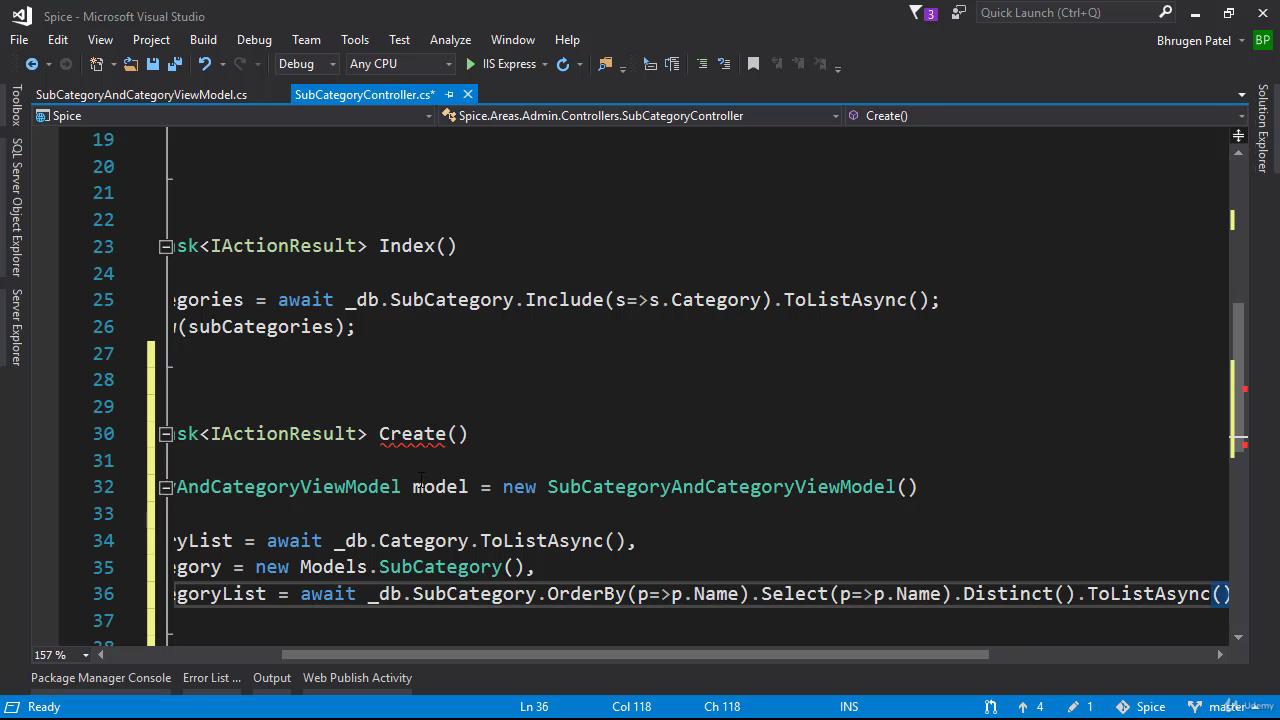 Spice - Microsoft Visual Studio
3
Quick Launch (Ctrl+Q)
File Edit View Project Build Debug Team Tools Test Analyze Window Help
Bhrugen Patel BP
Debug Any CPU IIS Express
SubCategoryAndCategoryViewModel.cs SubCategoryController.cs*
Spice Spice.Areas.Admin.Controllers.SubCategoryController Create()
Toolbox
SQL Server Object Explorer
Server Explorer
Solution Explorer
19
20
21
22
23 sk<IActionResult> Index()
24
25 egories = await _db.SubCategory.Include(s=>s.Category).ToListAsync();
26 (subCategories);
27
28
29
30 sk<IActionResult> Create()
31
32 AndCategoryViewModel model = new SubCategoryAndCategoryViewModel()
33
34 ryList = await _db.Category.ToListAsync(),
35 egory = new Models.SubCategory(),
36 egoryList = await _db.SubCategory.OrderBy(p=>p.Name).Select(p=>p.Name).Distinct().ToListAsync()
37
38
157 %
Package Manager Console Error List ... Output Web Publish Activity
Ready Ln 36 Col 118 Ch 118 INS 4 1 Spice master
Udemy